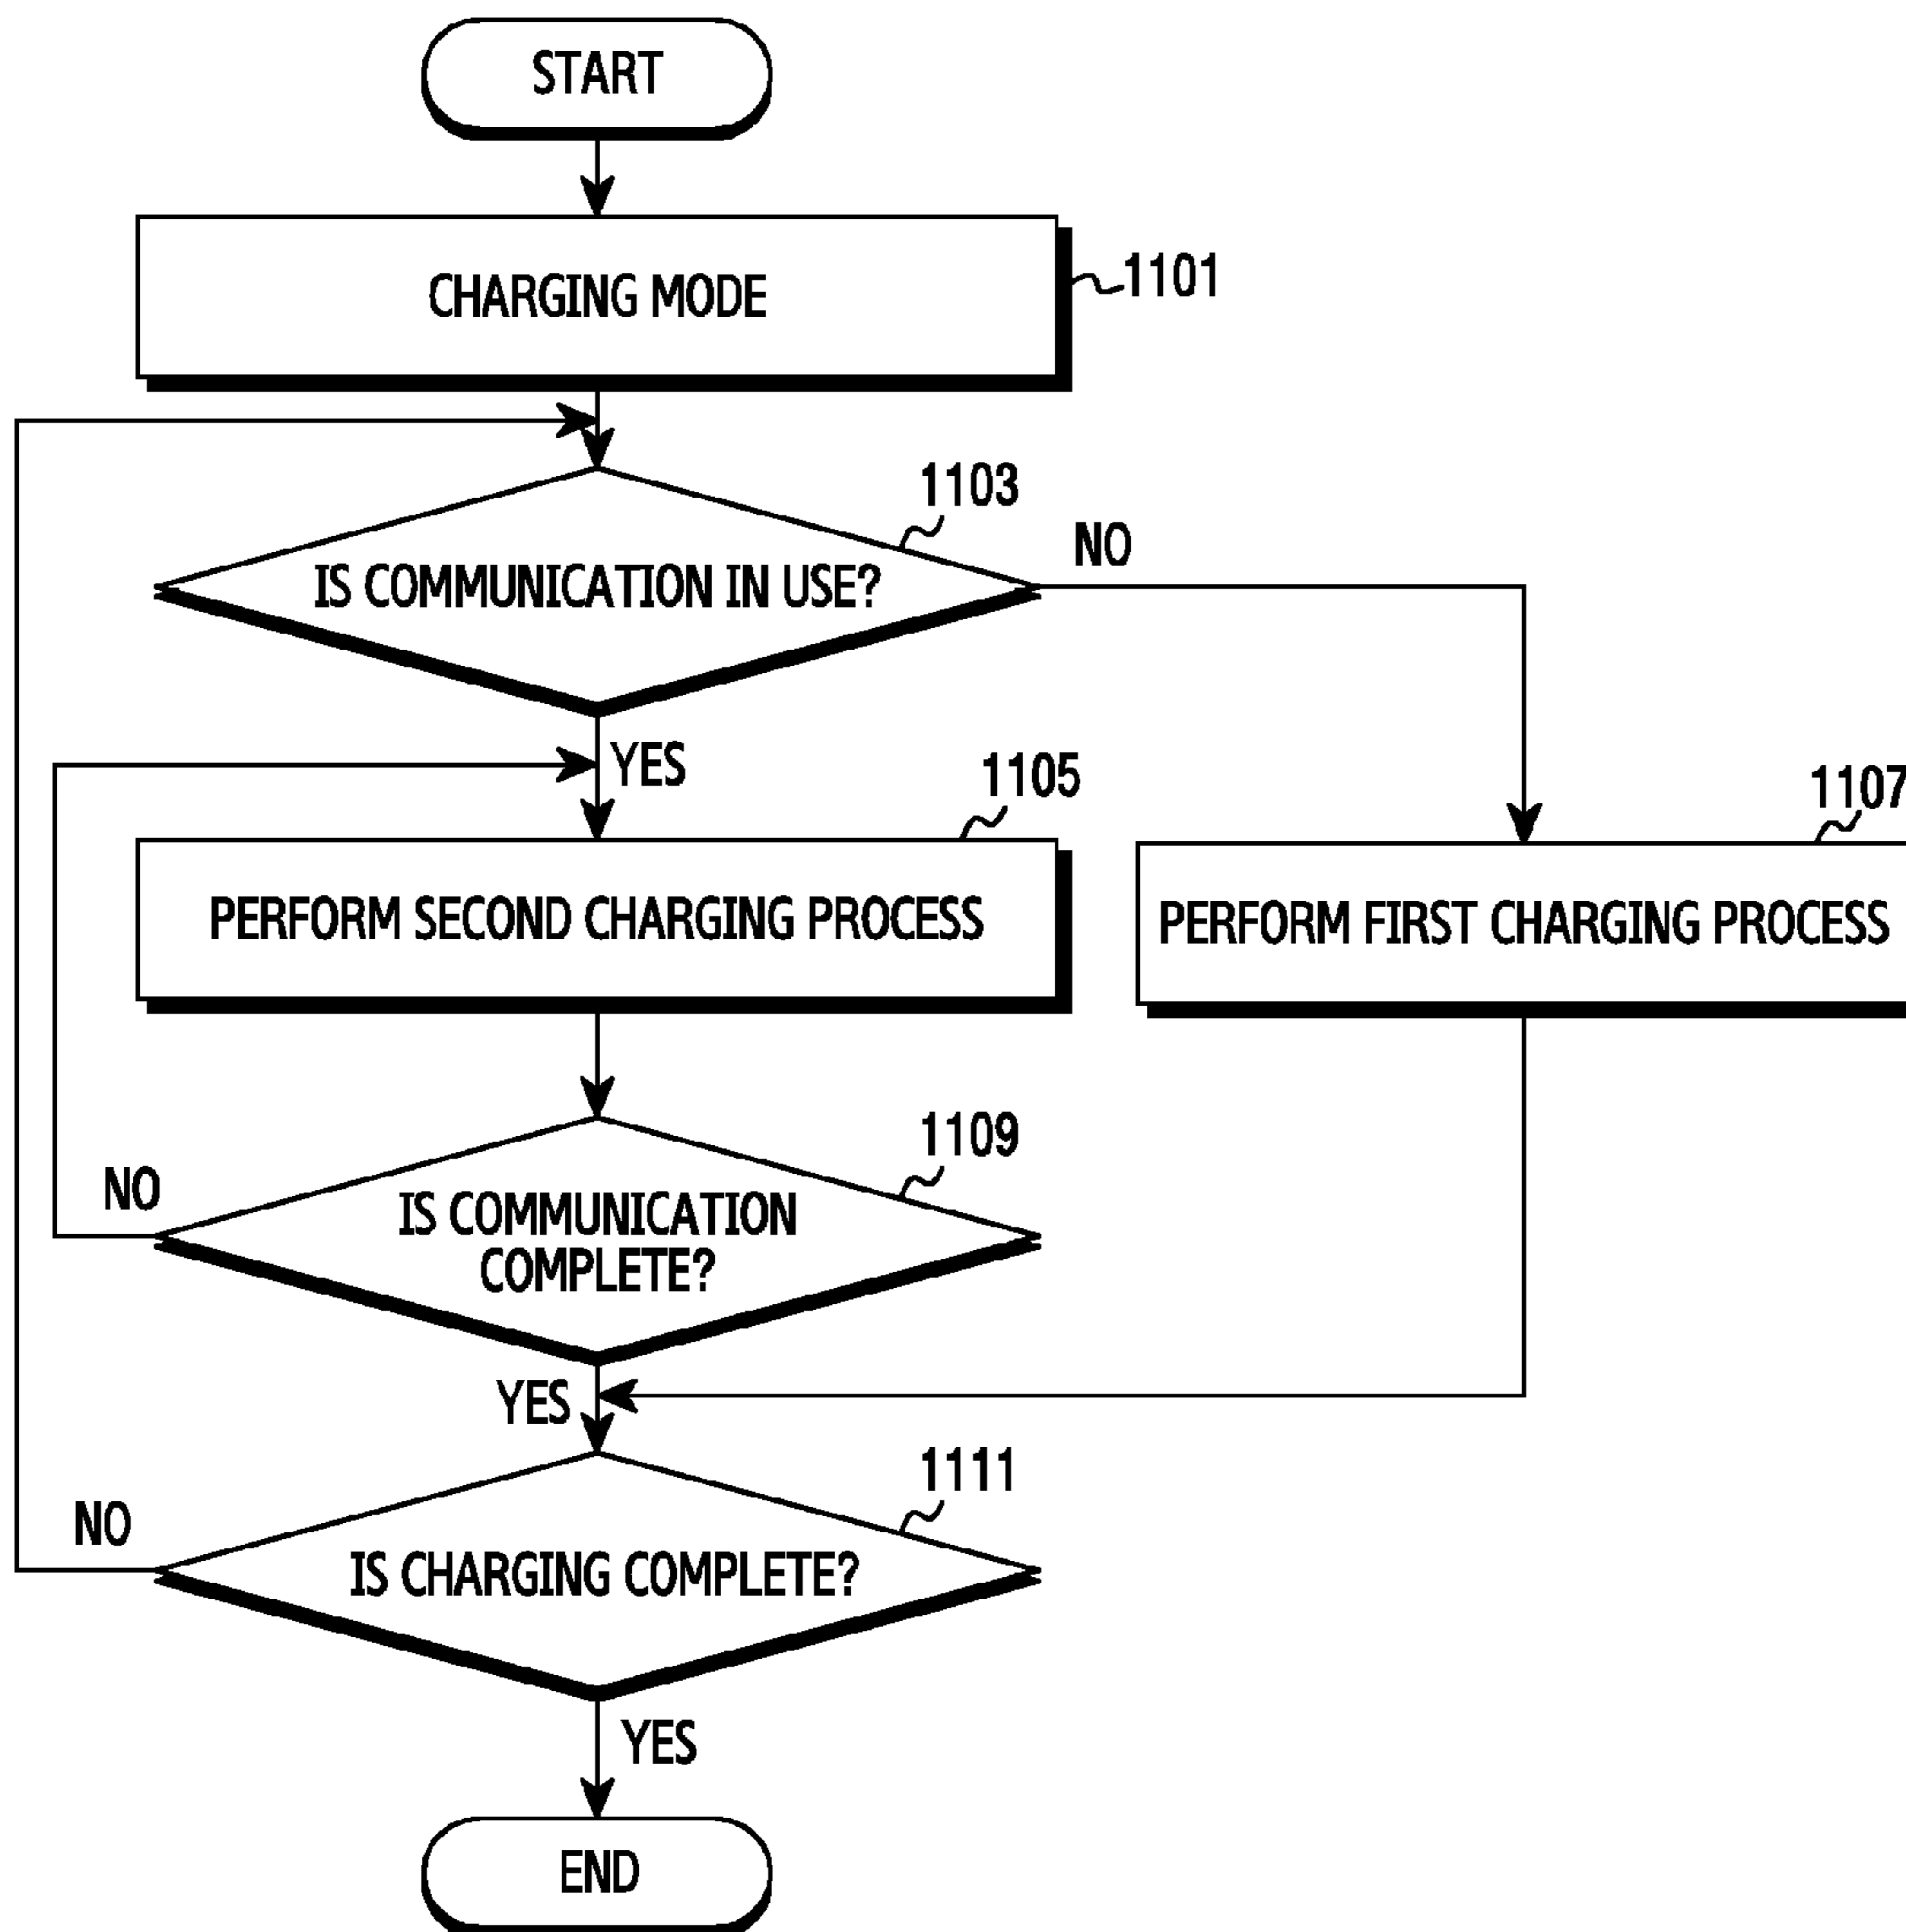 START
CHARGING MODE
1101
1103
IS COMMUNICATION IN USE?
NO
YES
1105
PERFORM SECOND CHARGING PROCESS
1107
PERFORM FIRST CHARGING PROCESS
1109
IS COMMUNICATION
COMPLETE?
NO
YES
1111
IS CHARGING COMPLETE?
NO
YES
END